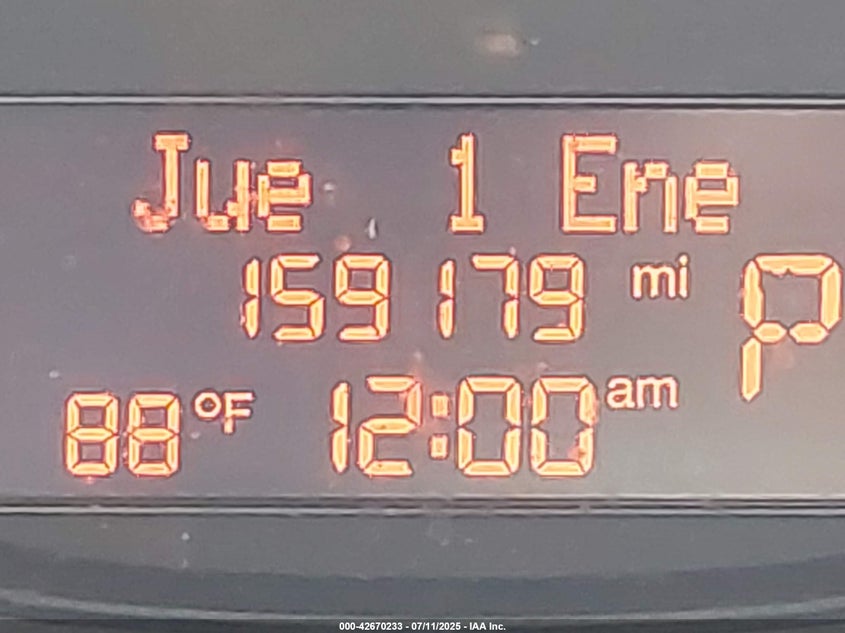 Jue 1 Ene
159179 mi P
88°F 12:00 am
000-42670233 - 07/11/2025 - IAA Inc.